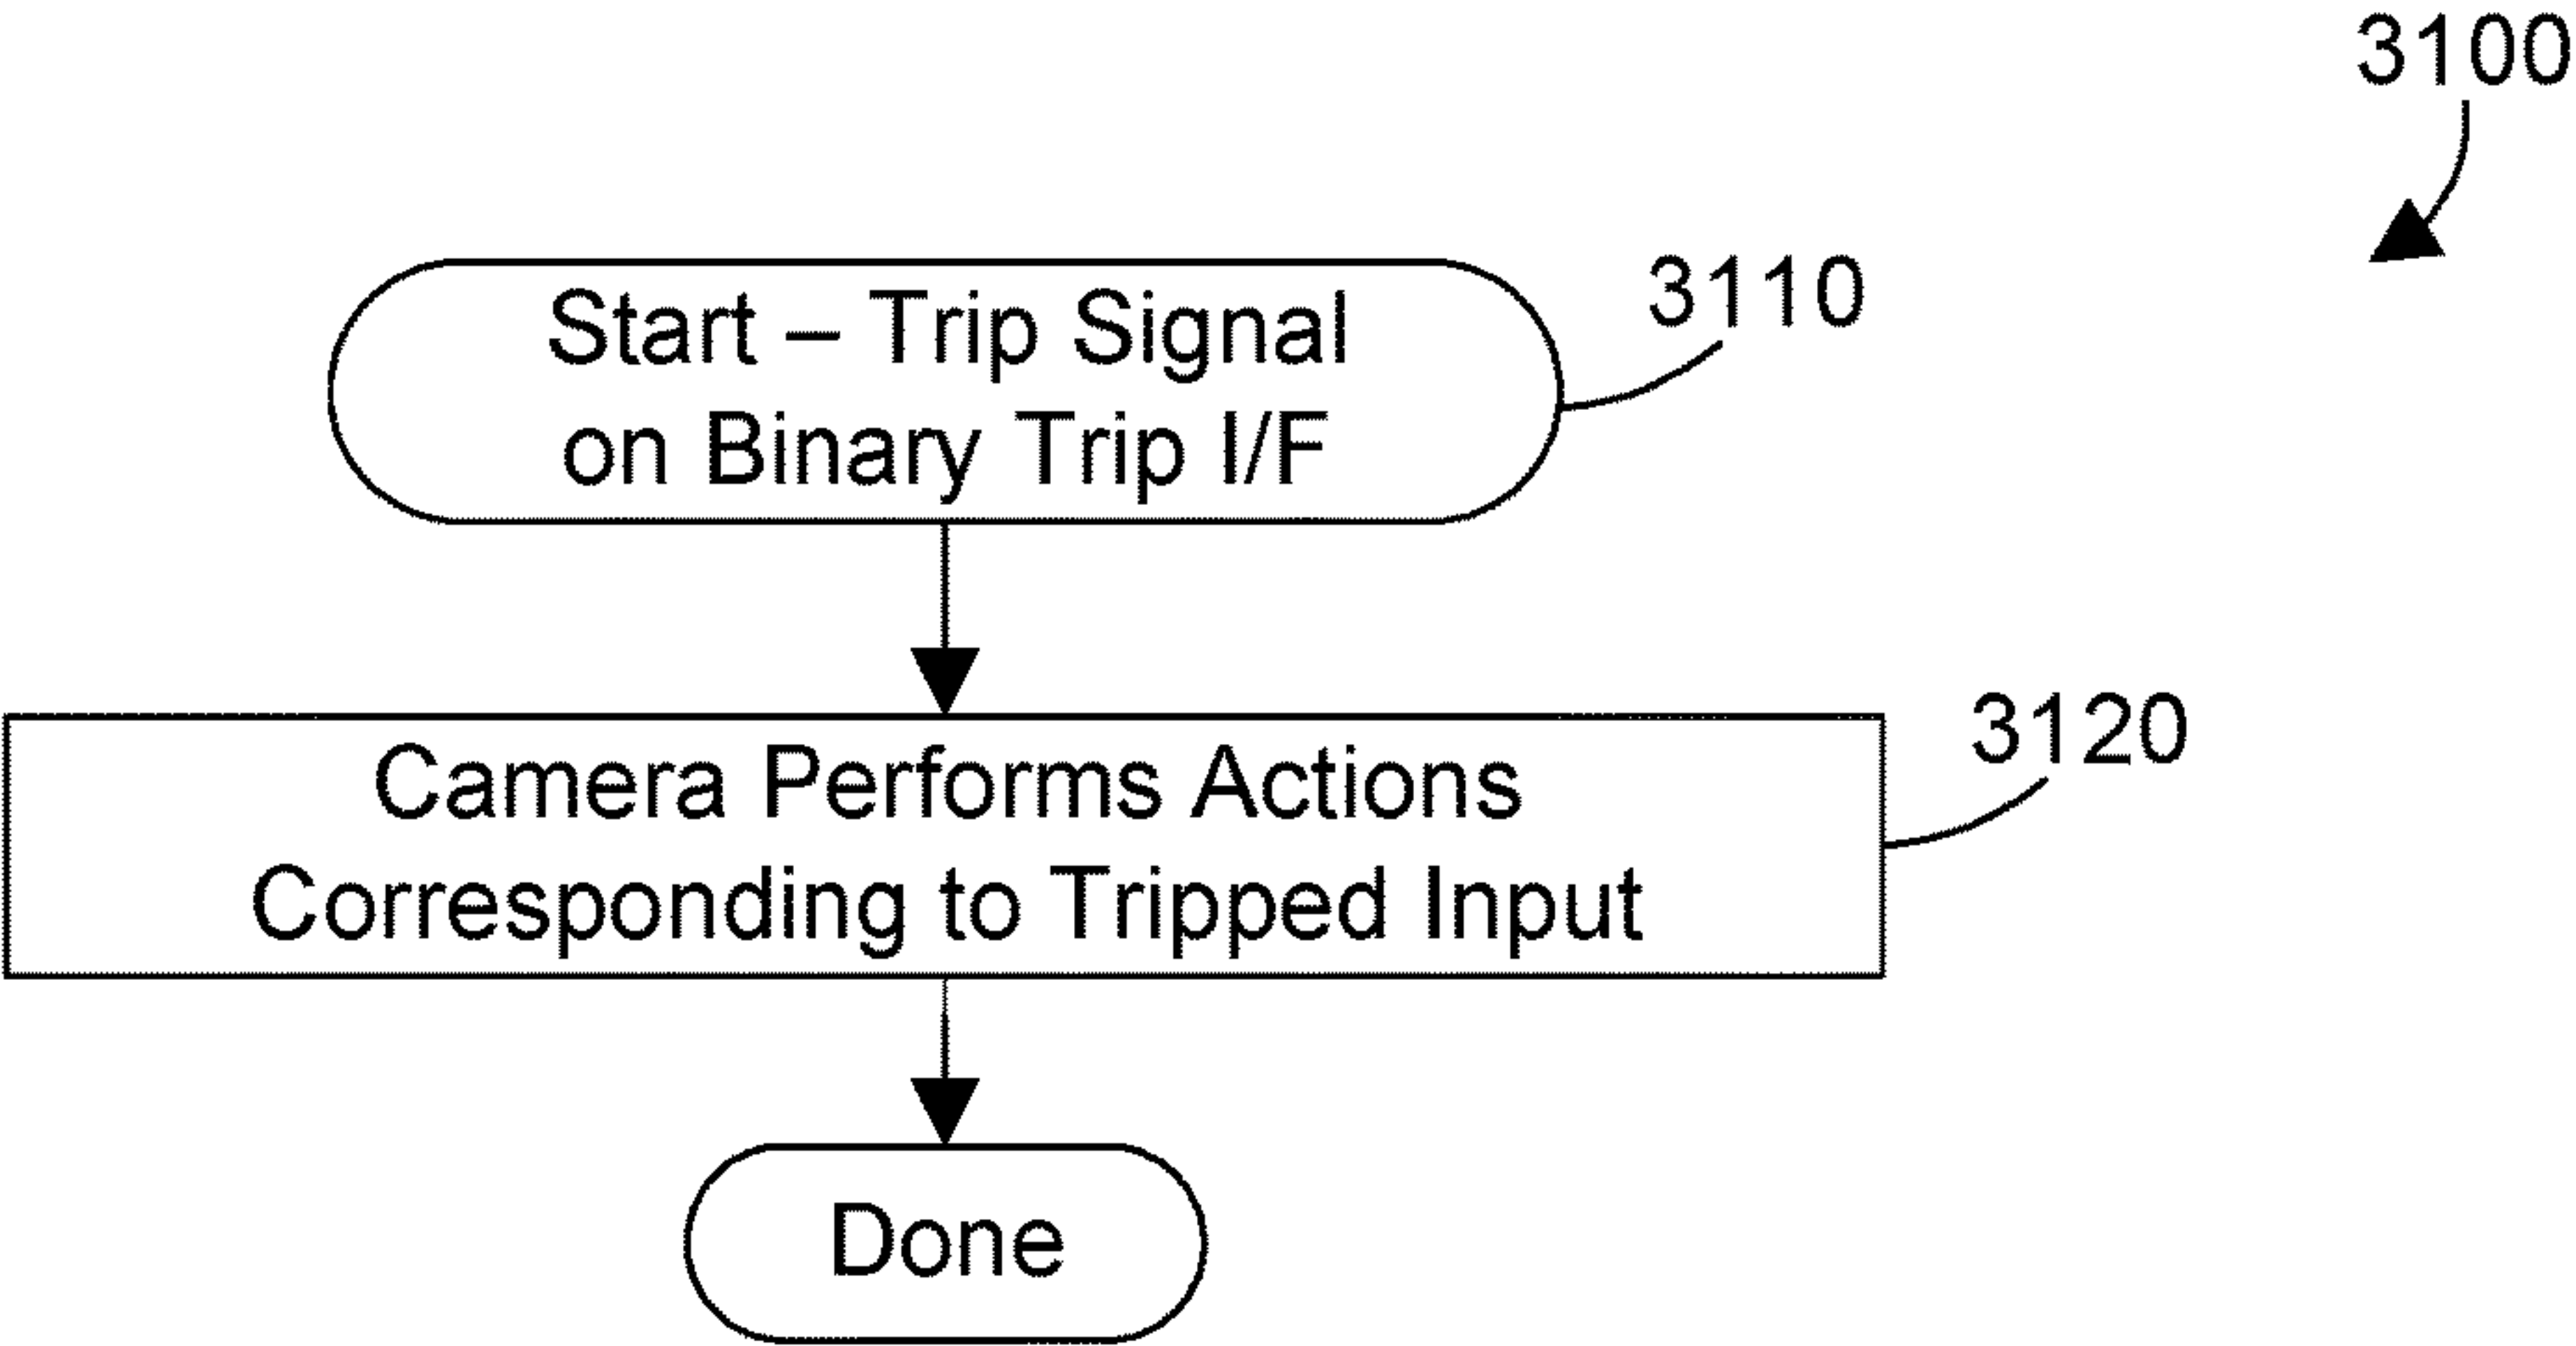 3100
Start – Trip Signal
on Binary Trip I/F
3110
Camera Performs Actions
Corresponding to Tripped Input
3120
Done